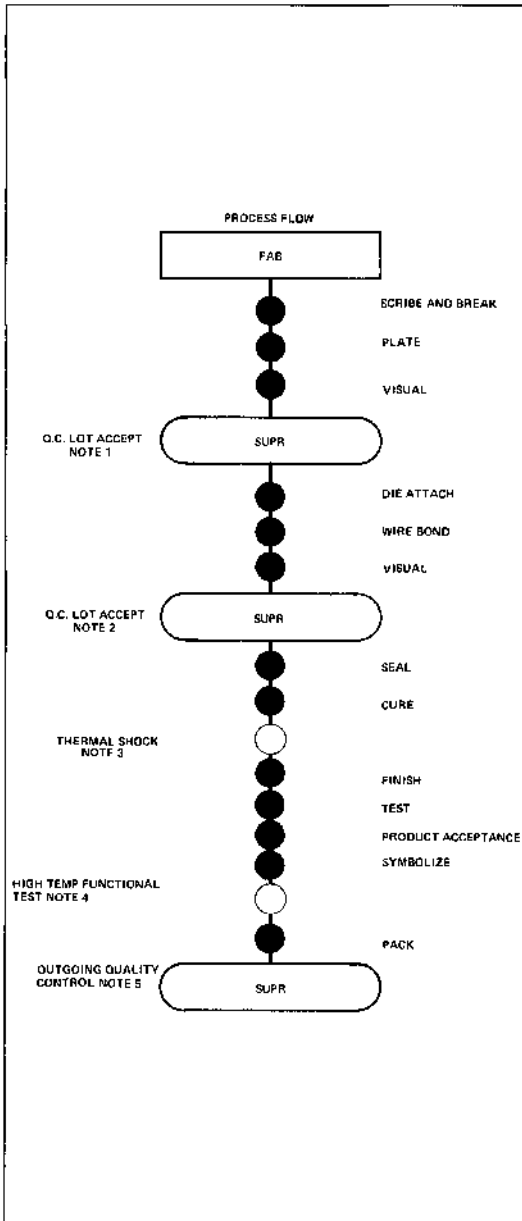 PROCESS FLOW
FAB
SCRIBE AND BREAK
PLATE
VISUAL
Q.C. LOT ACCEPT
NOTE 1
SUPR
DIE ATTACH
WIRE BOND
VISUAL
Q.C. LOT ACCEPT
NOTE 2
SUPR
SEAL
CURE
THERMAL SHOCK
NOTE 3
FINISH
TEST
PRODUCT ACCEPTANCE
SYMBOLIZE
HIGH TEMP FUNCTIONAL
TEST NOTE 4
PACK
OUTGOING QUALITY
CONTROL NOTE 5
SUPR